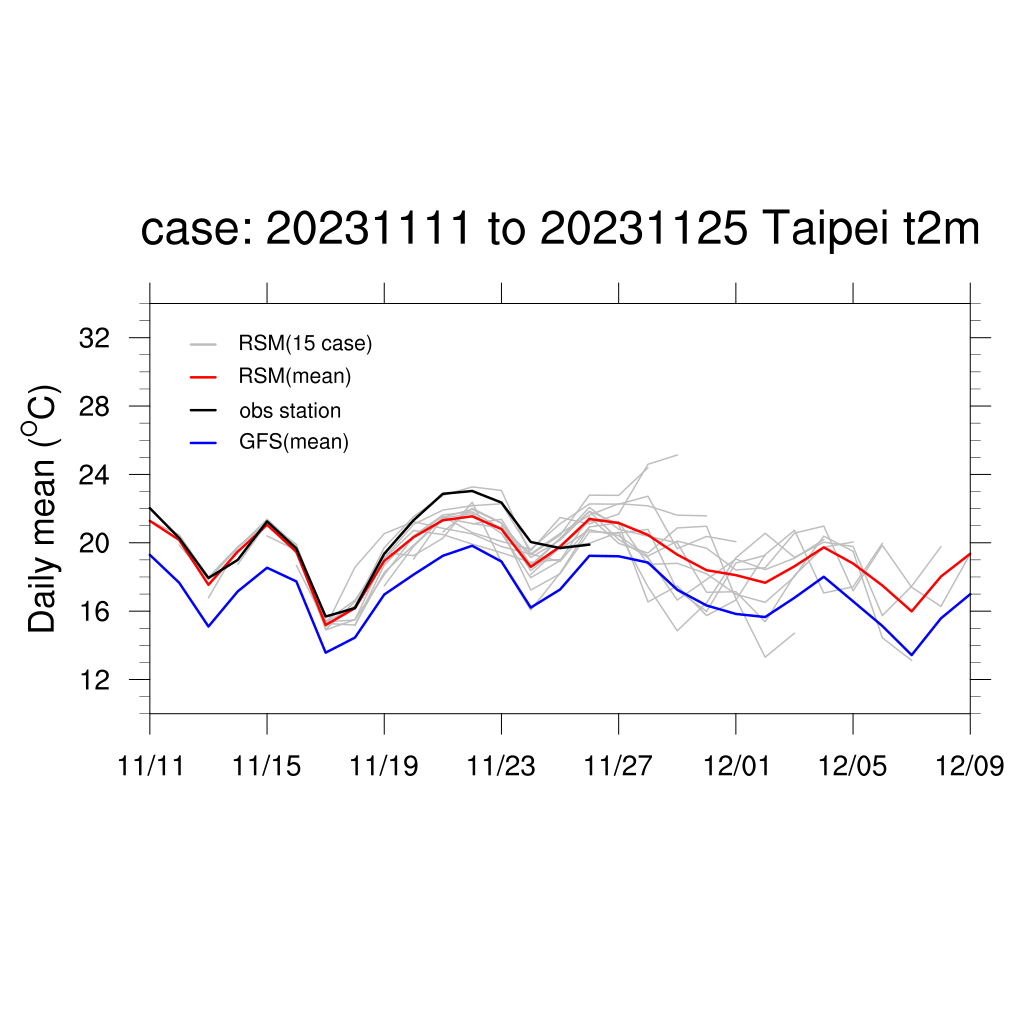 case: 20231111 to 20231125 Taipei t2m
RSM(15 case)
RSM(mean)
obs station
GFS(mean)
Daily mean (°C)
32
28
24
20
16
12
11/11 11/15 11/19 11/23 11/27 12/01 12/05 12/09